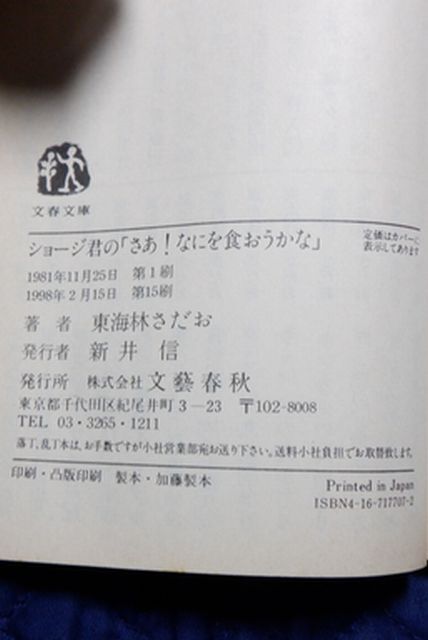 文春文庫
ショージ君の「さあ！なにを食おうかな」
定価はカバーに
表示してあります
1981年11月25日 第1刷
1998年2月15日 第15刷
著 者 東海林さだお
発行者 新井 信
発行所 株式会社 文藝春秋
東京都千代田区紀尾井町3―23 〒102-8008
TEL 03・3265・1211
落丁、乱丁本は、お手数ですが小社営業部宛お送り下さい。送料小社負担でお取替致します。
印刷・凸版印刷 製本・加藤製本
Printed in Japan
ISBN4-16-717707-2